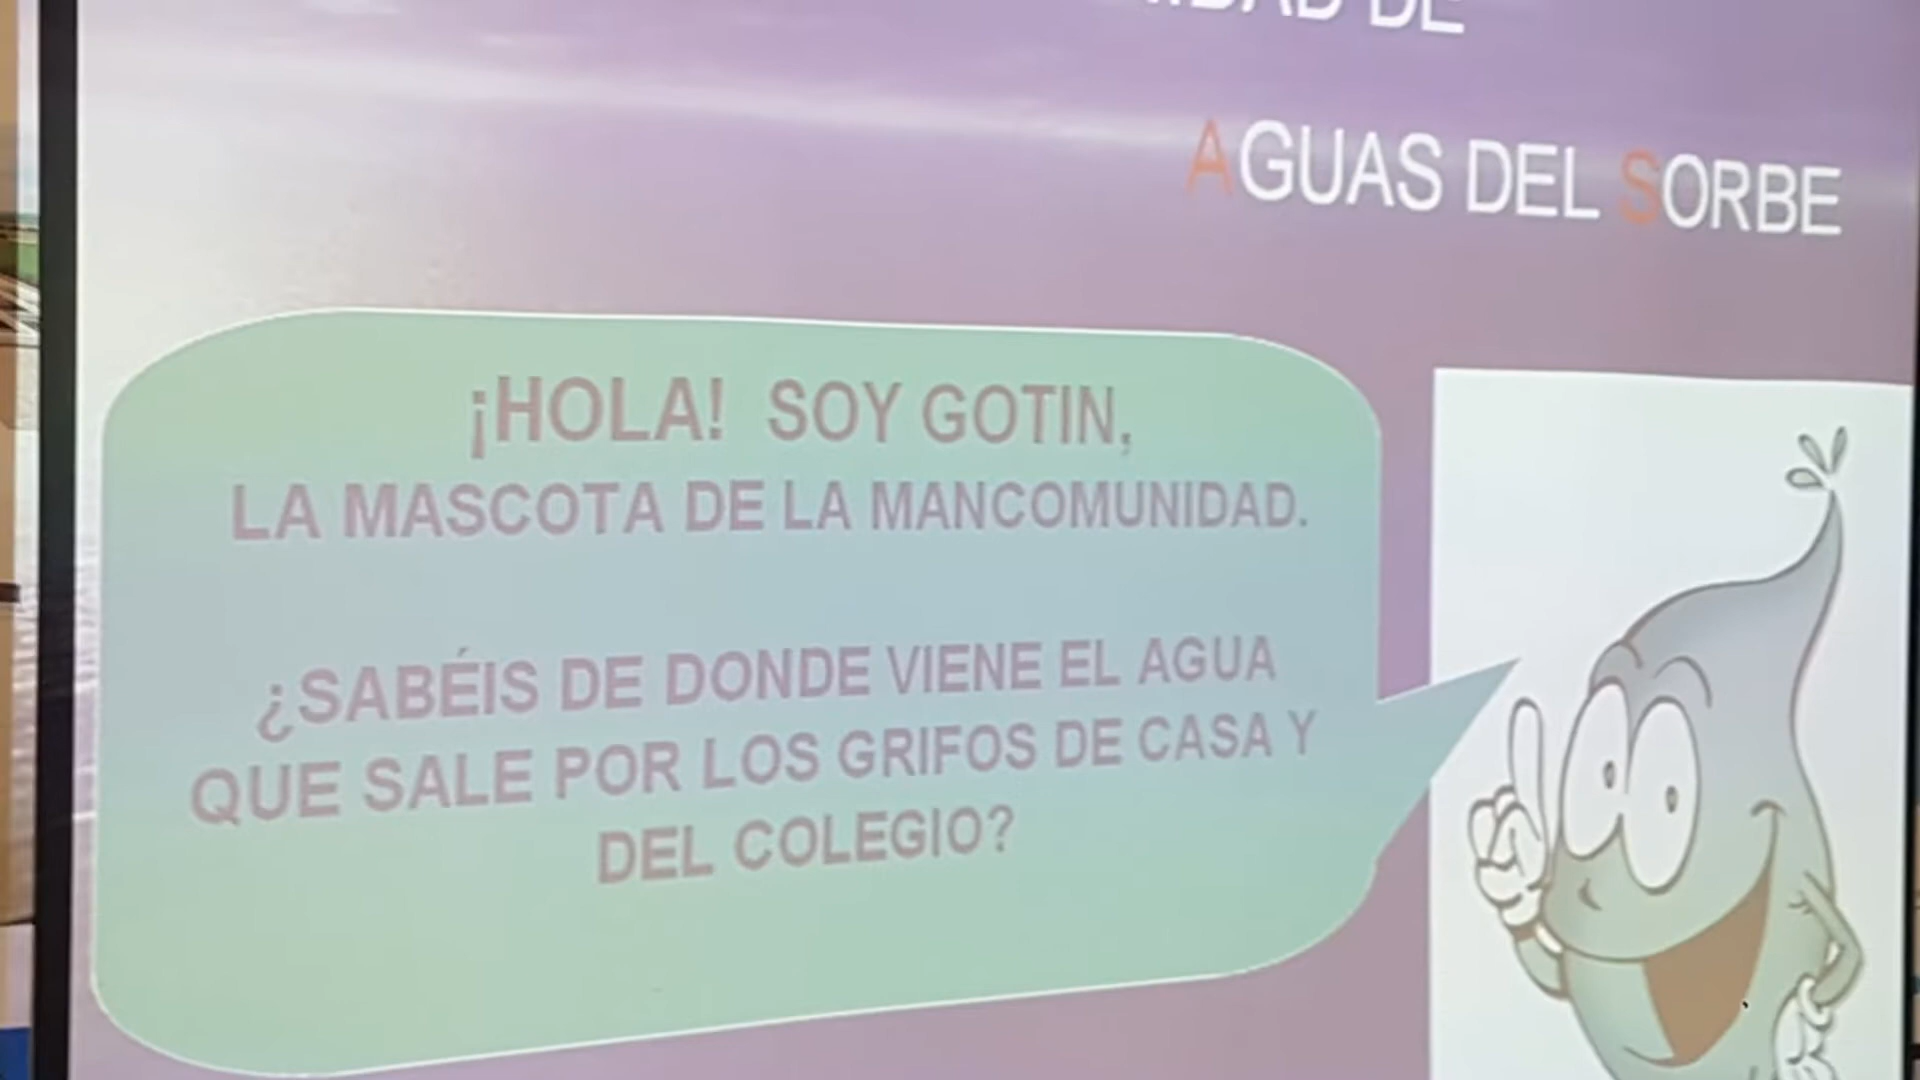 DE
AGUAS DEL SORBE
¡HOLA! SOY GOTIN,
LA MASCOTA DE LA MANCOMUNIDAD.
¿SABÉIS DE DONDE VIENE EL AGUA
QUE SALE POR LOS GRIFOS DE CASA Y
DEL COLEGIO?